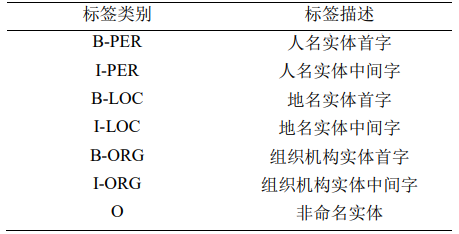 标签类别 标签描述
B-PER 人名实体首字
I-PER 人名实体中间字
B-LOC 地名实体首字
I-LOC 地名实体中间字
B-ORG 组织机构实体首字
I-ORG 组织机构实体中间字
O 非命名实体